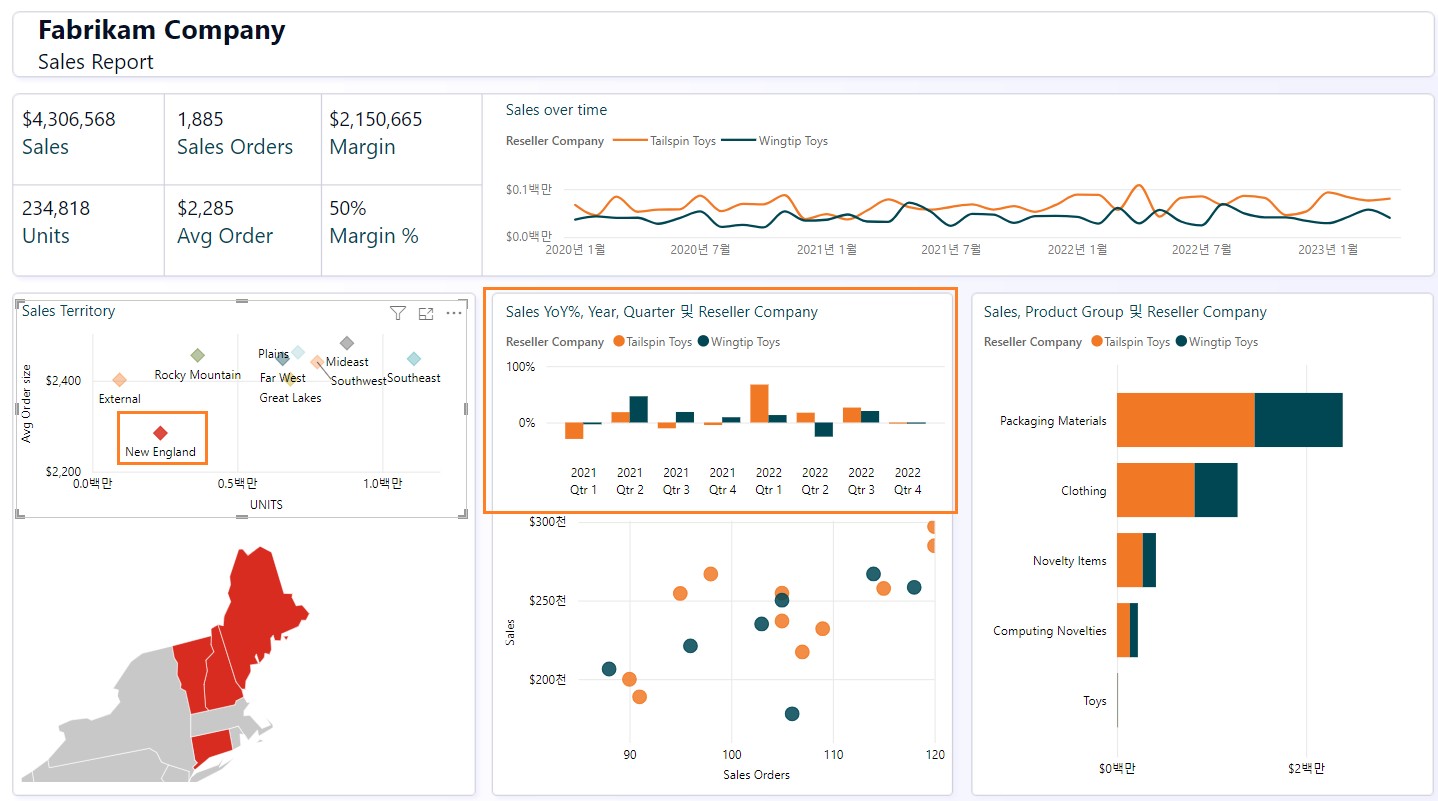 Fabrikam Company
Sales Report
$4,306,568
Sales
1,885
Sales Orders
$2,150,665
Margin
234,818
Units
$2,285
Avg Order
50%
Margin %
Sales over time
Reseller Company Tailspin Toys Wingtip Toys
$0.1백만
$0.0백만
2020년 1월 2020년 7월 2021년 1월 2021년 7월 2022년 1월 2022년 7월 2023년 1월
Sales Territory
Avg Order size
$2,400
$2,200
Plains
Mideast
Rocky Mountain
Far West
Southwest
Southeast
External
Great Lakes
New England
0.0백만 0.5백만 1.0백만
UNITS
Sales YoY%, Year, Quarter 및 Reseller Company
Reseller Company Tailspin Toys Wingtip Toys
100%
0%
2021 2021 2021 2021 2022 2022 2022 2022
Qtr 1 Qtr 2 Qtr 3 Qtr 4 Qtr 1 Qtr 2 Qtr 3 Qtr 4
$300천
$250천
$200천
Sales
90 100 110 120
Sales Orders
Sales, Product Group 및 Reseller Company
Reseller Company Tailspin Toys Wingtip Toys
Packaging Materials
Clothing
Novelty Items
Computing Novelties
Toys
$0백만 $2백만